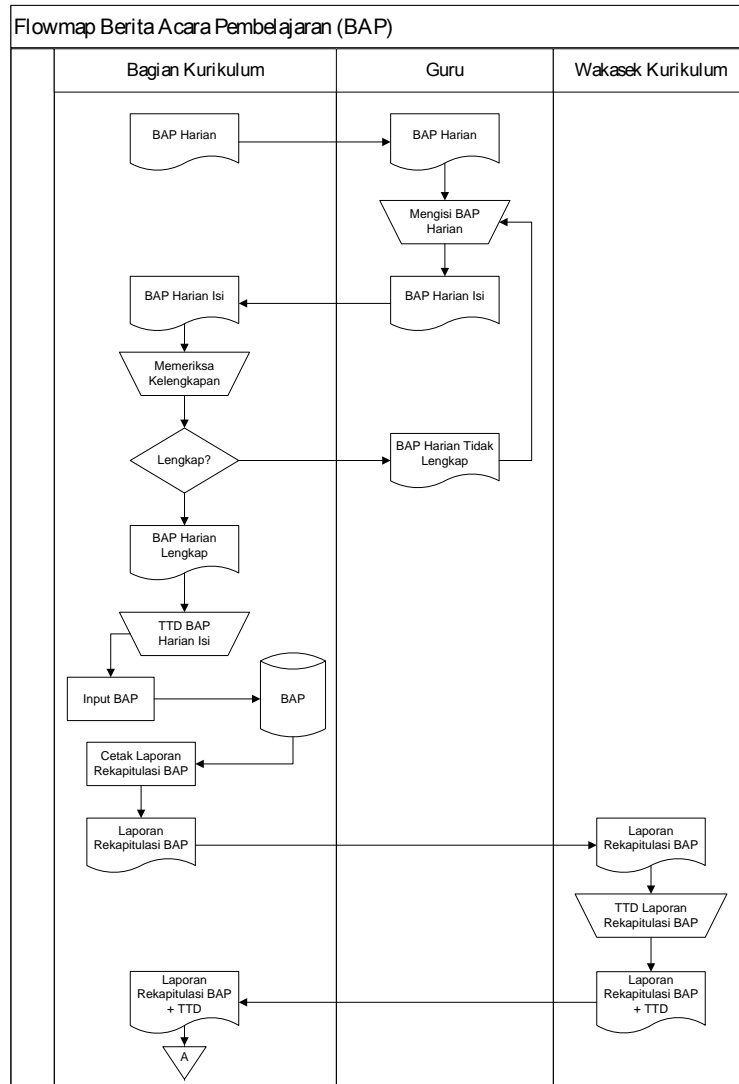 Flowmap Berita Acara Pembelajaran (BAP)
Bagian Kurikulum
Guru
Wakasek Kurikulum
BAP Harian
BAP Harian
Mengisi BAP
Harian
BAP Harian Isi
BAP Harian Isi
Memeriksa
Kelengkapan
Lengkap?
BAP Harian Tidak
Lengkap
BAP Harian
Lengkap
TTD BAP
Harian Isi
Input BAP
BAP
Cetak Laporan
Rekapitulasi BAP
Laporan
Rekapitulasi BAP
Laporan
Rekapitulasi BAP
TTD Laporan
Rekapitulasi BAP
Laporan
Rekapitulasi BAP
+ TTD
Laporan
Rekapitulasi BAP
+ TTD
A